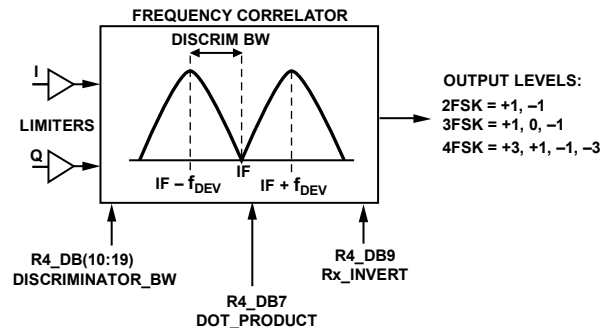 FREQUENCY CORRELATOR
DISCRIM BW
I
LIMITERS
Q
IF
IF – fDEV
IF + fDEV
OUTPUT LEVELS:
2FSK = +1, –1
3FSK = +1, 0, –1
4FSK = +3, +1, –1, –3
R4_DB(10:19)
DISCRIMINATOR_BW
R4_DB7
DOT_PRODUCT
R4_DB9
Rx_INVERT